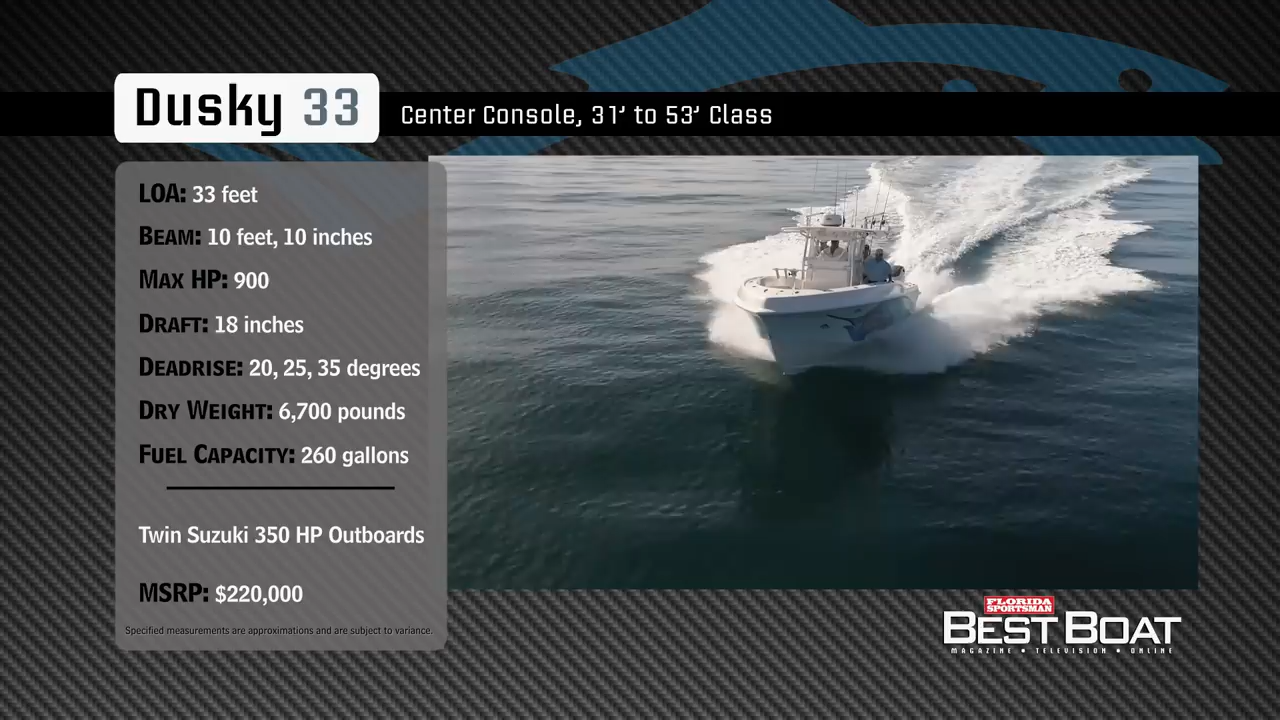 Dusky 33
Center Console, 31' to 53' Class
LOA: 33 feet
BEAM: 10 feet, 10 inches
MAX HP: 900
DRAFT: 18 inches
DEADRISE: 20, 25, 35 degrees
DRY WEIGHT: 6,700 pounds
FUEL CAPACITY: 260 gallons
Twin Suzuki 350 HP Outboards
MSRP: $220,000
Specified measurements are approximations and are subject to variance.
FLORIDA
SPORTSMAN
BEST BOAT
MAGAZINE • TELEVISION • ONLINE